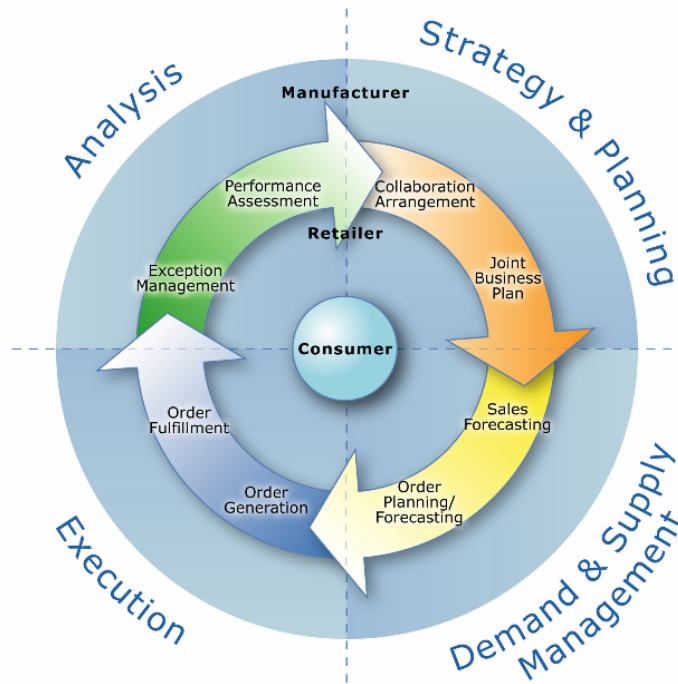 Analysis
Strategy & Planning
Manufacturer
Performance
Assessment
Collaboration
Arrangement
Retailer
Exception
Management
Joint
Business
Plan
Consumer
Order
Fulfillment
Sales
Forecasting
Order
Generation
Order
Planning/
Forecasting
Execution
Demand & Supply
Management